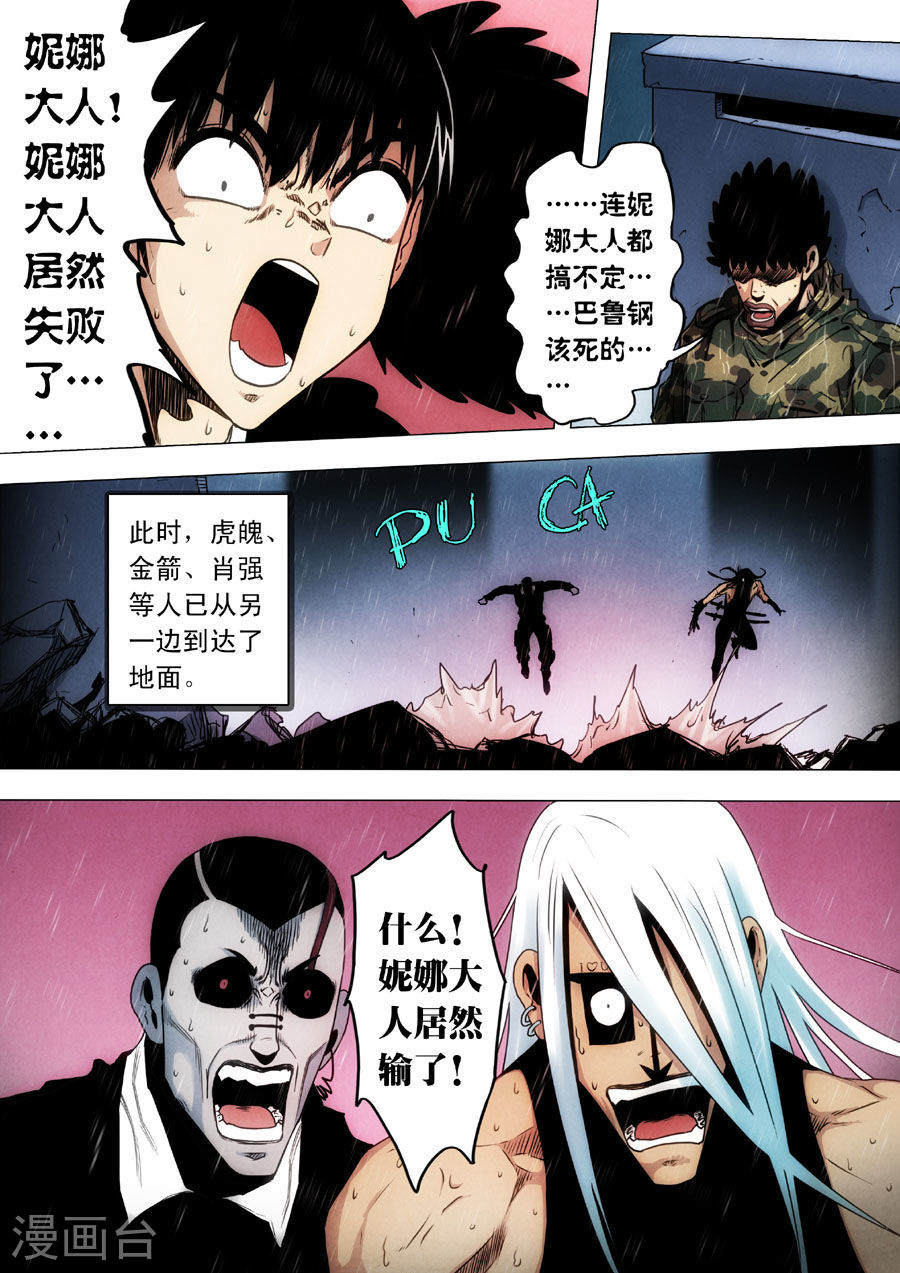 妮娜
大人！
妮娜
大人
居然
失败
了…
…
……连妮
娜大人都
搞不定…
…巴鲁钢
该死的…
…
PU CA
此时，虎魄、
金箭、肖强
等人已从另
一边到达了
地面。
I♡U
什么！
妮娜大
人居然
输了！
漫画台